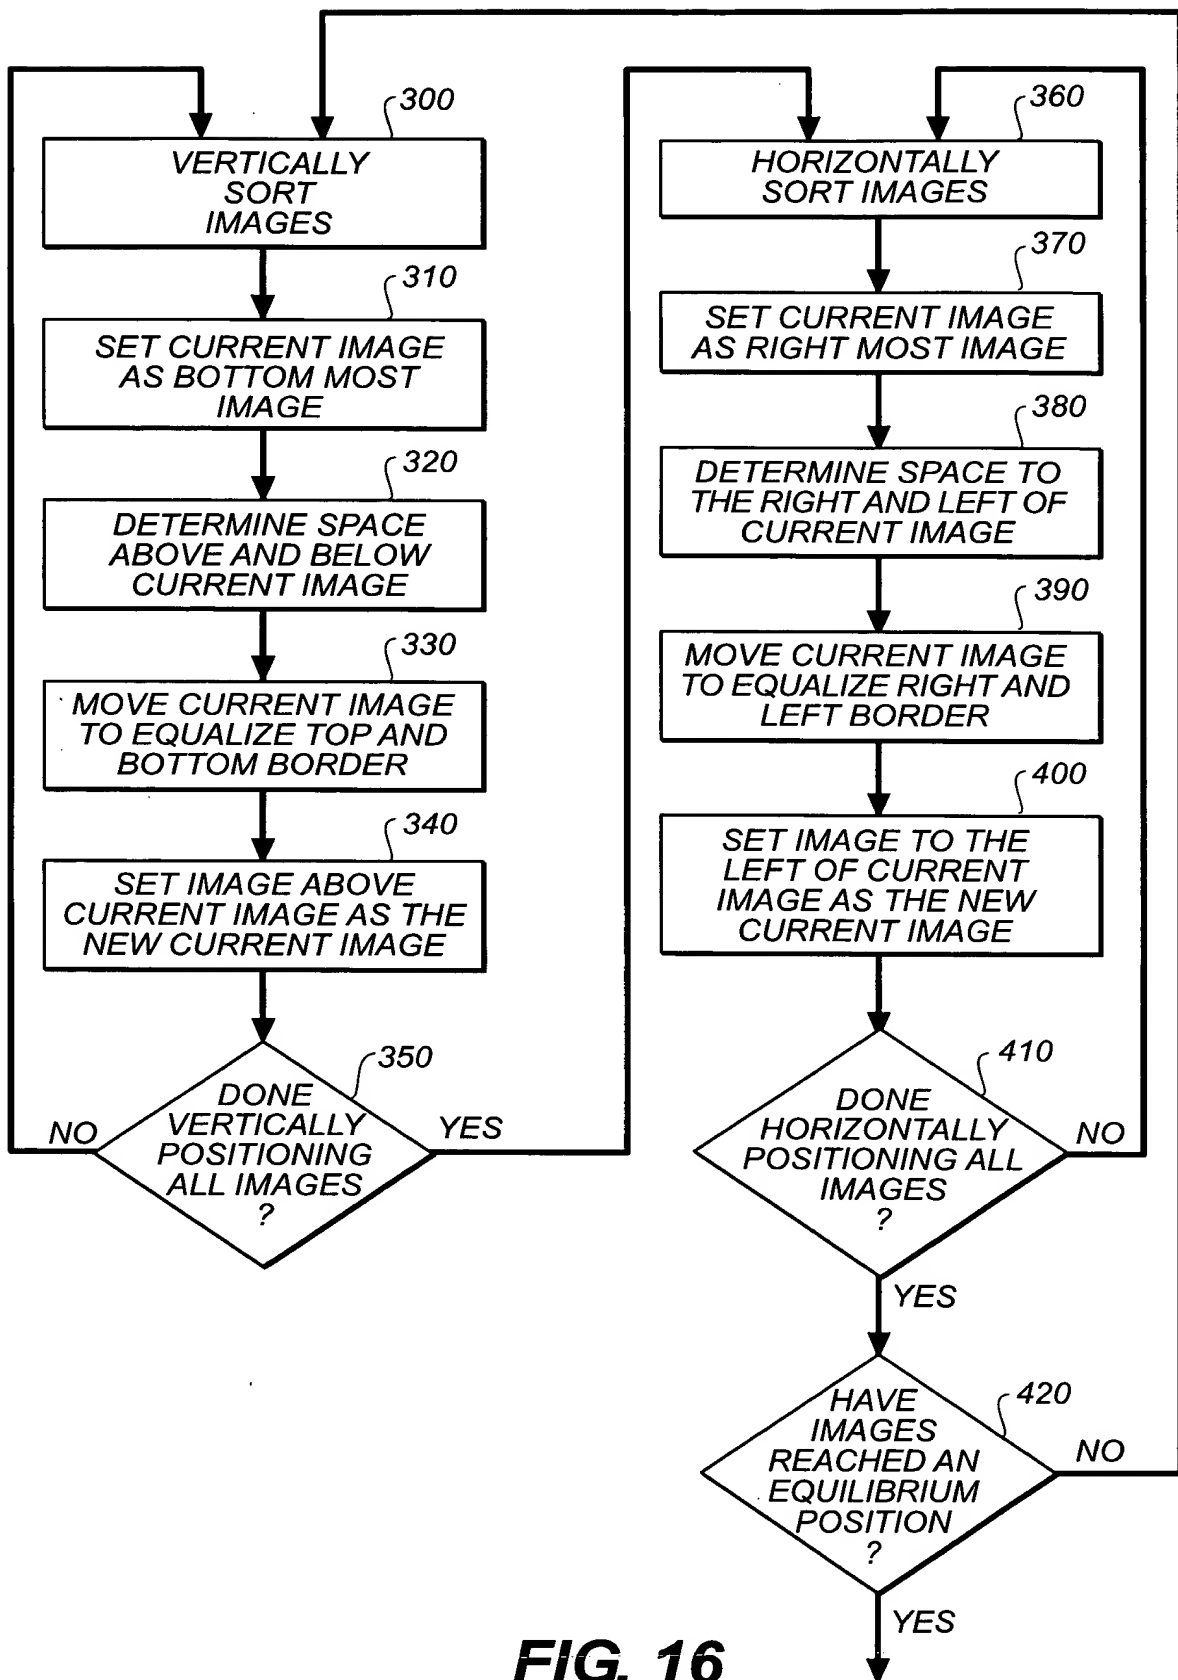 300
VERTICALLY
SORT
IMAGES
310
SET CURRENT IMAGE
AS BOTTOM MOST
IMAGE
320
DETERMINE SPACE
ABOVE AND BELOW
CURRENT IMAGE
330
MOVE CURRENT IMAGE
TO EQUALIZE TOP AND
BOTTOM BORDER
340
SET IMAGE ABOVE
CURRENT IMAGE AS THE
NEW CURRENT IMAGE
350
DONE
VERTICALLY
POSITIONING
ALL IMAGES
?
NO
YES
360
HORIZONTALLY
SORT IMAGES
370
SET CURRENT IMAGE
AS RIGHT MOST IMAGE
380
DETERMINE SPACE TO
THE RIGHT AND LEFT OF
CURRENT IMAGE
390
MOVE CURRENT IMAGE
TO EQUALIZE RIGHT AND
LEFT BORDER
400
SET IMAGE TO THE
LEFT OF CURRENT
IMAGE AS THE NEW
CURRENT IMAGE
410
DONE
HORIZONTALLY
POSITIONING ALL
IMAGES
?
NO
YES
420
HAVE
IMAGES
REACHED AN
EQUILIBRIUM
POSITION
?
NO
YES
FIG. 16